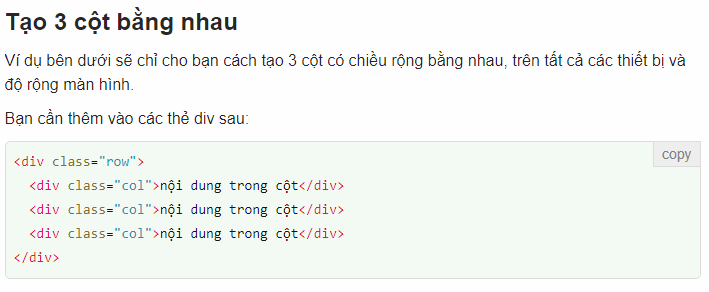 Tạo 3 cột bằng nhau
Ví dụ bên dưới sẽ chỉ cho bạn cách tạo 3 cột có chiều rộng bằng nhau, trên tất cả các thiết bị và
độ rộng màn hình.
Bạn cần thêm vào các thẻ div sau:
copy
<div class="row">
  <div class="col">nội dung trong cột</div>
  <div class="col">nội dung trong cột</div>
  <div class="col">nội dung trong cột</div>
</div>